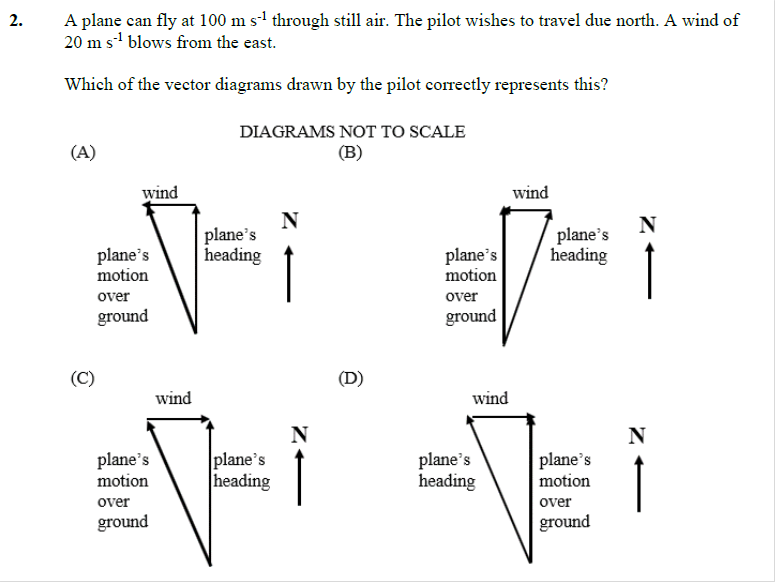 2. A plane can fly at 100 m s⁻¹ through still air. The pilot wishes to travel due north. A wind of
20 m s⁻¹ blows from the east.
Which of the vector diagrams drawn by the pilot correctly represents this?
DIAGRAMS NOT TO SCALE
(A)
wind
plane's
heading
plane's
motion
over
ground
N
(B)
wind
plane's
heading
plane's
motion
over
ground
N
(C)
wind
plane's
motion
over
ground
plane's
heading
N
(D)
wind
plane's
heading
plane's
motion
over
ground
N